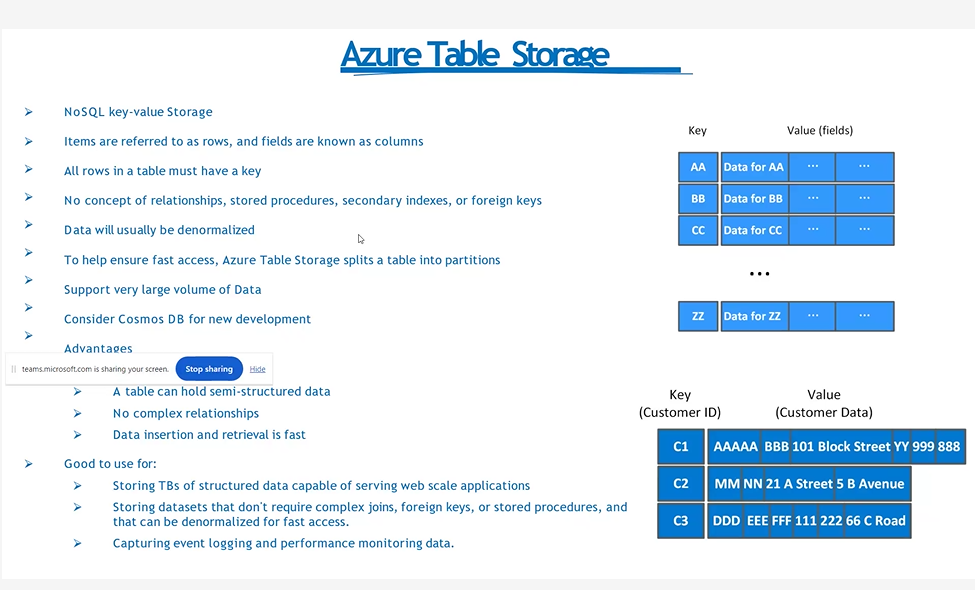 Azure Table Storage
NoSQL key-value Storage
Items are referred to as rows, and fields are known as columns
All rows in a table must have a key
No concept of relationships, stored procedures, secondary indexes, or foreign keys
Data will usually be denormalized
To help ensure fast access, Azure Table Storage splits a table into partitions
Support very large volume of Data
Consider Cosmos DB for new development
Advantages
teams.microsoft.com is sharing your screen. Stop sharing Hide
A table can hold semi-structured data
No complex relationships
Data insertion and retrieval is fast
Good to use for:
Storing TBs of structured data capable of serving web scale applications
Storing datasets that don't require complex joins, foreign keys, or stored procedures, and
that can be denormalized for fast access.
Capturing event logging and performance monitoring data.
Key Value (fields)
AA Data for AA ... ...
BB Data for BB ... ...
CC Data for CC ... ...
...
ZZ Data for ZZ ... ...
Key Value
(Customer ID) (Customer Data)
C1 AAAAA BBB 101 Block Street YY 999 888
C2 MM NN 21 A Street 5 B Avenue
C3 DDD EEE FFF 111 222 66 C Road